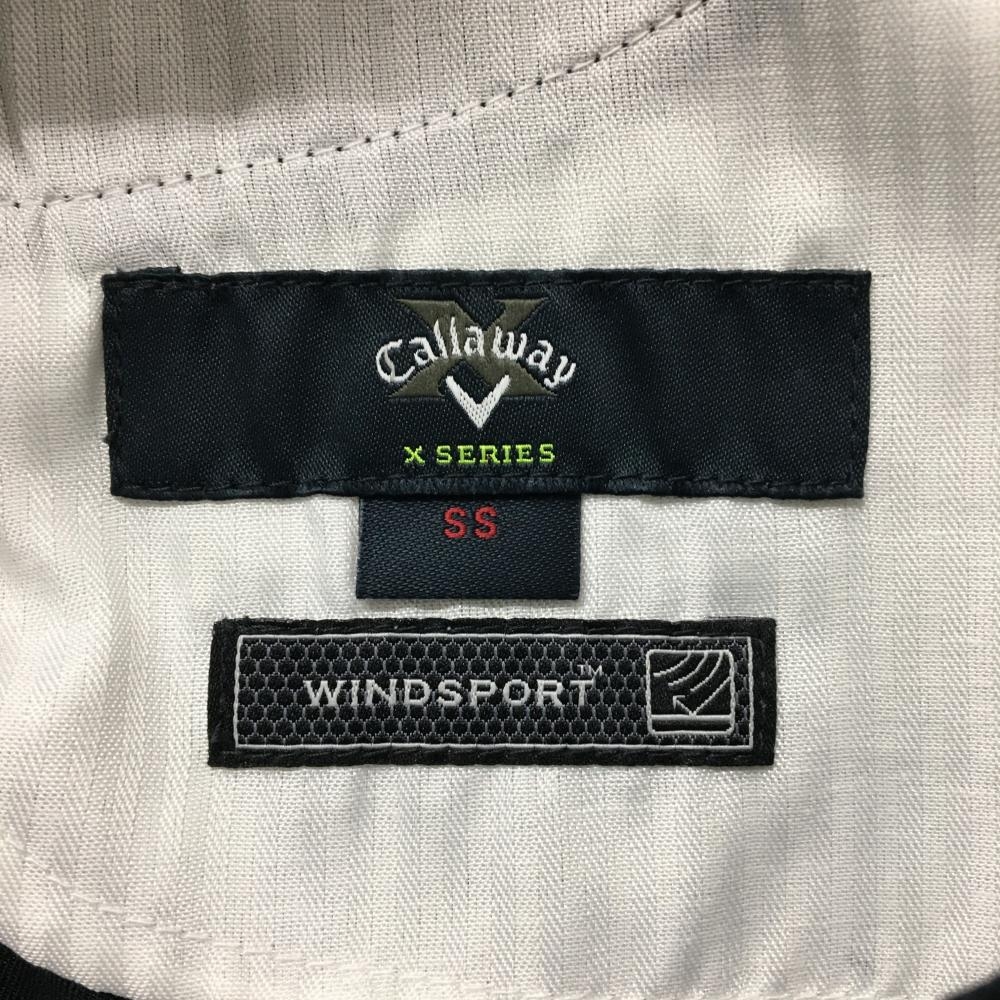 Callaway
X SERIES
SS
WINDSPORT™